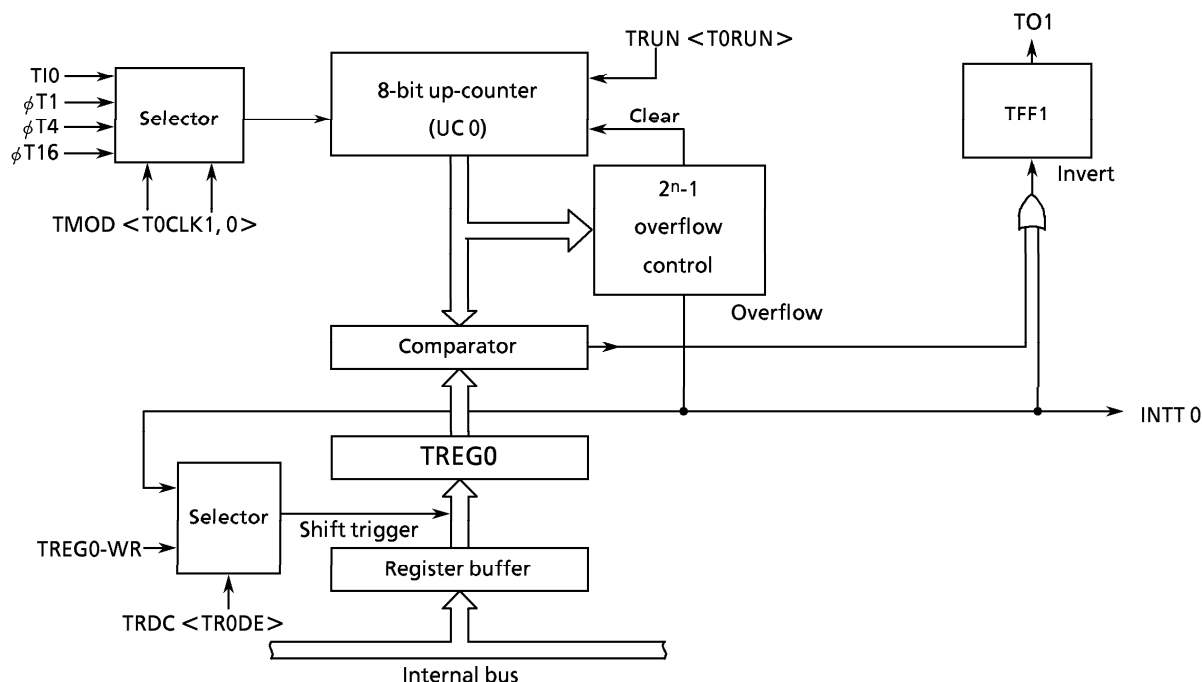 TO1
TRUN <T0RUN>
TI0
φT1
φT4
φT16
Selector
8-bit up-counter
(UC 0)
Clear
TFF1
Invert
TMOD <T0CLK1, 0>
2ⁿ-1
overflow
control
Overflow
Comparator
INTT 0
TREG0
Selector
Shift trigger
TREG0-WR
Register buffer
TRDC <TR0DE>
Internal bus